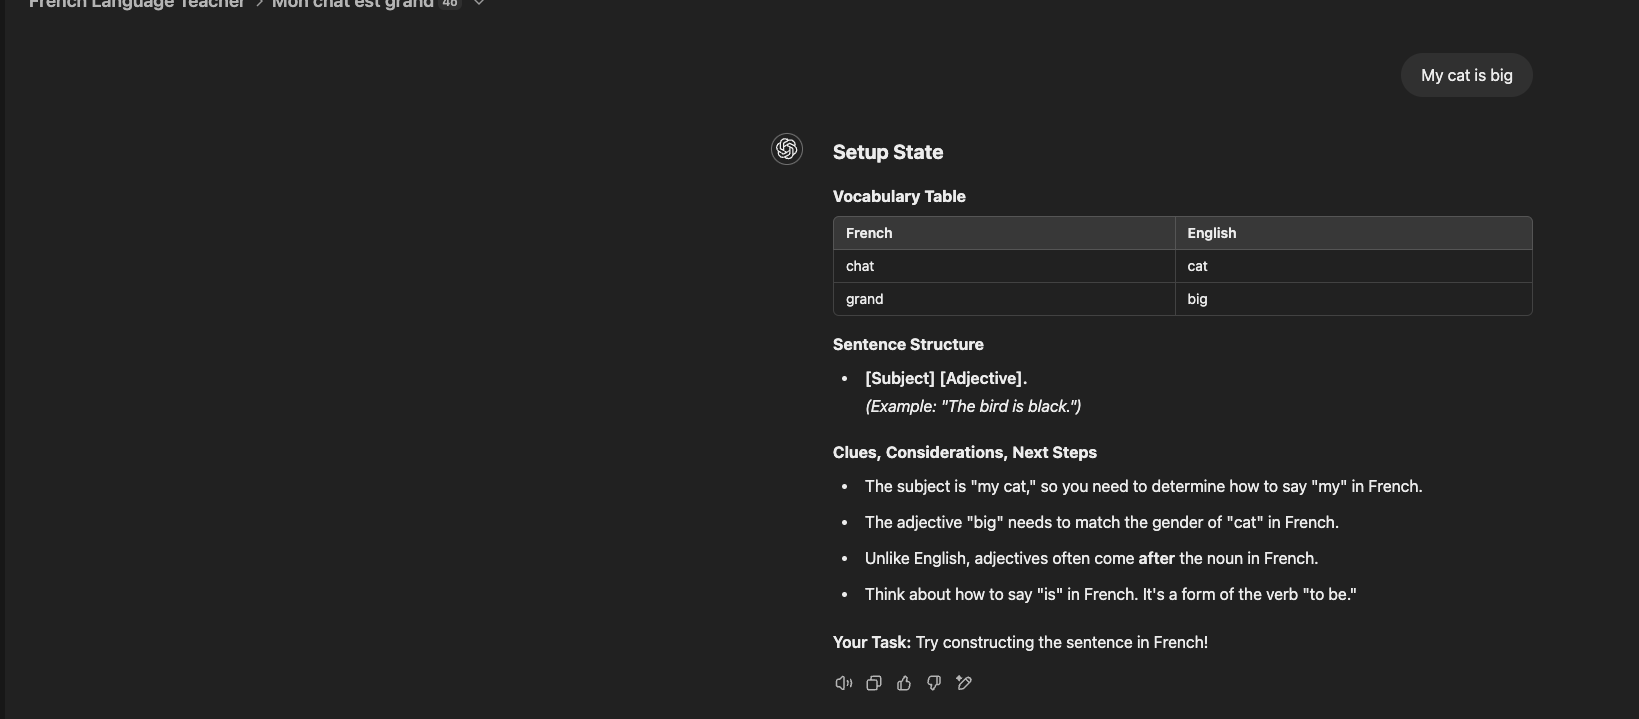 French Language Teacher > Mon chat est grand 4o
My cat is big
Setup State
Vocabulary Table
French English
chat cat
grand big
Sentence Structure
• [Subject] [Adjective].
(Example: "The bird is black.")
Clues, Considerations, Next Steps
• The subject is "my cat," so you need to determine how to say "my" in French.
• The adjective "big" needs to match the gender of "cat" in French.
• Unlike English, adjectives often come after the noun in French.
• Think about how to say "is" in French. It's a form of the verb "to be."
Your Task: Try constructing the sentence in French!